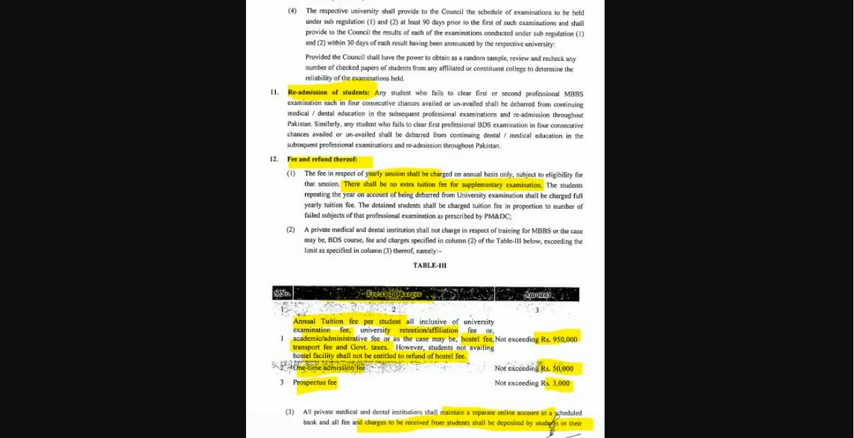 (4) The respective university shall provide to the Council the schedule of examinations to be held
under sub regulation (1) and (2) at least 90 days prior to the first of such examinations and shall
provide to the Council the results of each of the examinations conducted under sub regulation (1)
and (2) within 30 days of each result having been announced by the respective university:
Provided the Council shall have the power to obtain as a random sample, review and recheck any
number of checked papers of students from any affiliated or constituent college to determine the
reliability of the examinations held.
11. Re-admission of students: Any student who fails to clear first or second professional MBBS
examination each in four consecutive chances availed or un-availed shall be debarred from continuing
medical / dental education in the subsequent professional examinations and re-admission throughout
Pakistan. Similarly, any student who fails to clear first professional BDS examination in four consecutive
chances availed or un-availed shall be debarred from continuing dental / medical education in the
subsequent professional examinations and re-admission throughout Pakistan.
12. Fee and refund thereof:
(1) The fee in respect of yearly session shall be charged on annual basis only, subject to eligibility for
that session. There shall be no extra tuition fee for supplementary examination. The students
repeating the year on account of being debarred from University examination shall be charged full
yearly tuition fee. The detained students shall be charged tuition fee in proportion to number of
failed subjects of that professional examination as prescribed by PM&DC;
(2) A private medical and dental institution shall not charge in respect of training for MBBS or the case
may be, BDS course, fee and charges specified in column (2) of the Table-III below, exceeding the
limit as specified in column (3) thereof, namely:–
TABLE-III
S.No. Fee and charges Amount
1 2 3
Annual Tuition fee per student all inclusive of university
examination fee, university retention/affiliation fee or,
1 academic/administrative fee or as the case may be, hostel fee, Not exceeding Rs. 950,000
transport fee and Govt. taxes. However, students not availing
hostel facility shall not be entitled to refund of hostel fee.
2 One-time admission fee Not exceeding Rs. 50,000
3 Prospectus fee Not exceeding Rs. 3,000
(3) All private medical and dental institutions shall maintain a separate online account in a scheduled
bank and all fee and charges to be received from students shall be deposited by students or their